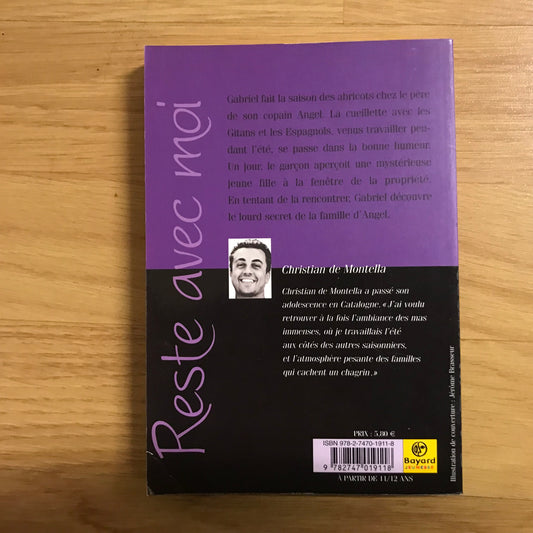 Reste avec moi
Gabriel fait la saison des abricots chez le père
de son copain Angel. La cueillette avec les
Gitans et les Espagnols, venus travailler pen-
dant l'été, se passe dans la bonne humeur.
Un jour, le garçon aperçoit une mystérieuse
jeune fille à la fenêtre de la propriété.
En tentant de la rencontrer, Gabriel découvre
le lourd secret de la famille d'Angel.
Christian de Montella
Christian de Montella a passé son
adolescence en Catalogne. « J'ai voulu
retrouver à la fois l'ambiance des mas
immenses, où je travaillais l'été
aux côtés des autres saisonniers,
et l'atmosphère pesante des familles
qui cachent un chagrin. »
PRIX : 5,80 €
ISBN 978-2-7470-1911-8
9 782747 019118
Bayard
JEUNESSE
À PARTIR DE 11/12 ANS
Illustration de couverture : Jérôme Brasseur